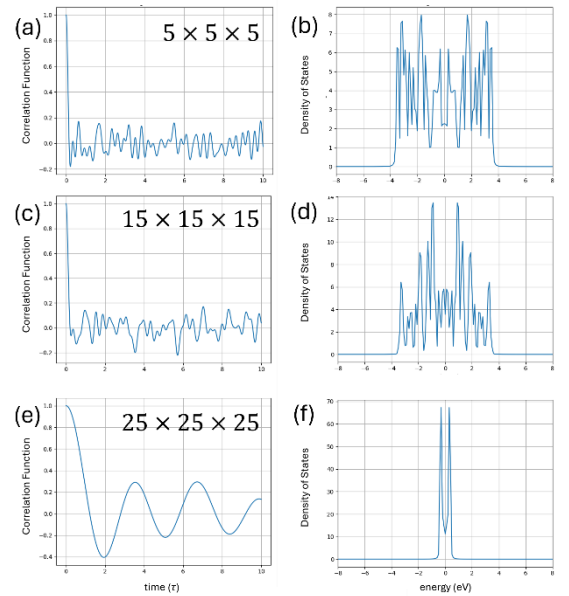 (a)
5 × 5 × 5
Correlation Function
1.0
0.8
0.6
0.4
0.2
0.0
−0.2
0 2 4 6 8 10
(b)
Density of States
8
7
6
5
4
3
2
1
0
−8 −6 −4 −2 0 2 4 6 8
(c)
15 × 15 × 15
Correlation Function
1.0
0.8
0.6
0.4
0.2
0.0
−0.2
0 2 4 6 8 10
(d)
Density of States
14
12
10
8
6
4
2
0
−8 −6 −4 −2 0 2 4 6 8
(e)
25 × 25 × 25
Correlation Function
1.0
0.8
0.6
0.4
0.2
0.0
−0.2
−0.4
0 2 4 6 8 10
time (τ)
(f)
Density of States
70
60
50
40
30
20
10
0
−8 −6 −4 −2 0 2 4 6 8
energy (eV)